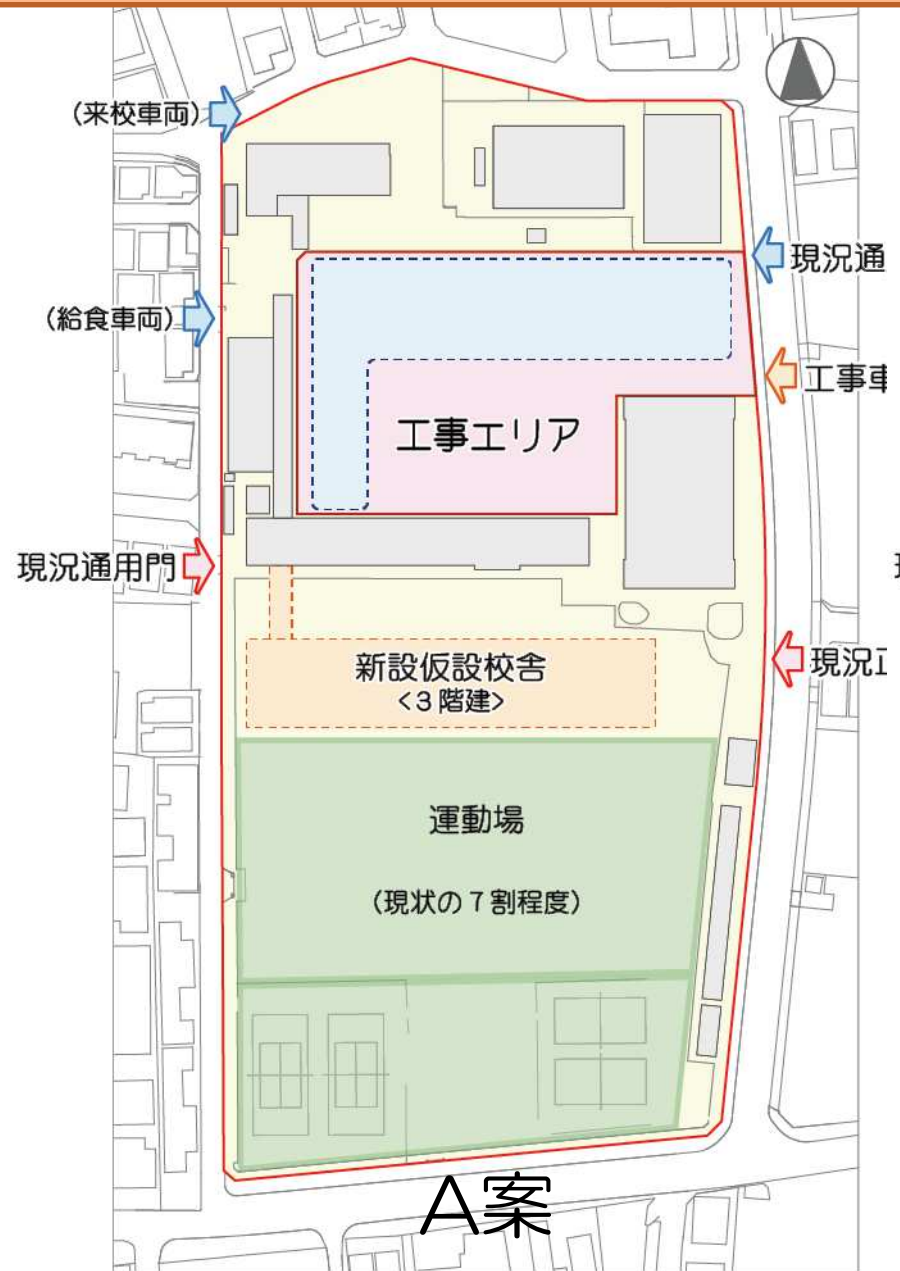 (来校車両)
現況通
(給食車両)
工事車
工事エリア
現況通用門
新設仮設校舎
<3階建>
現況正
運動場
(現状の7割程度)
A案